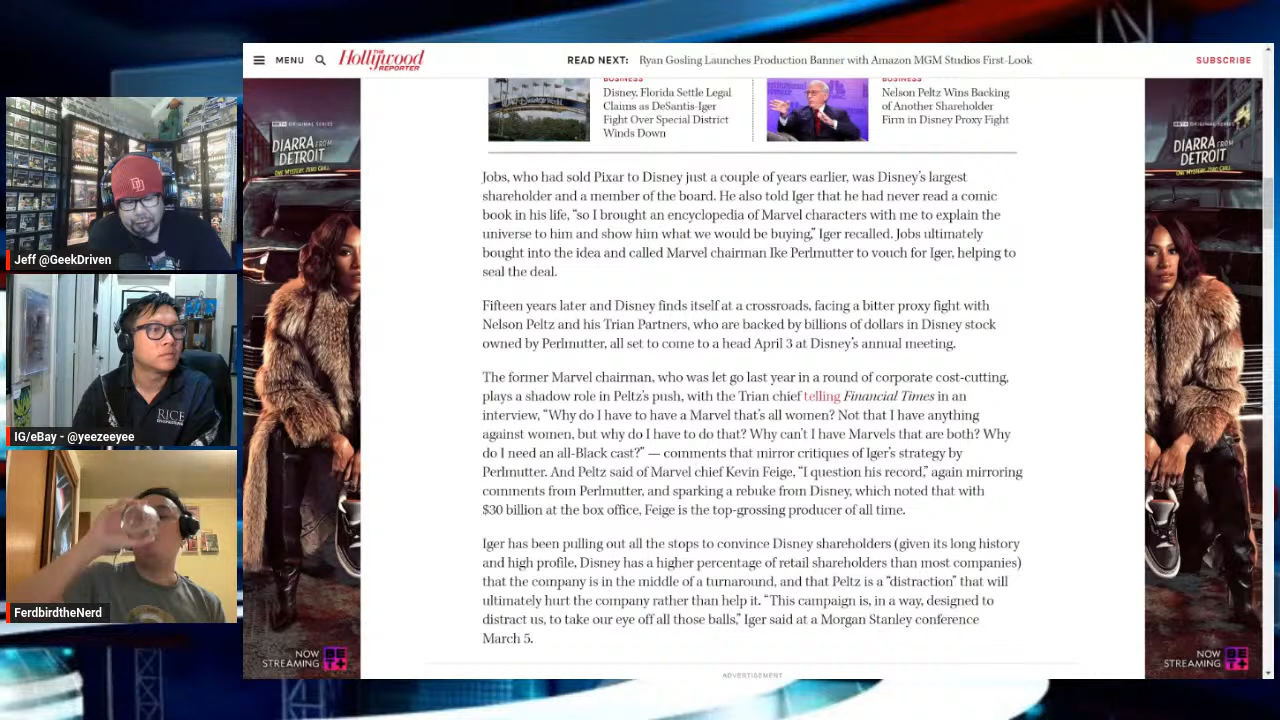 MENU
THE Hollywood REPORTER
READ NEXT: Ryan Gosling Launches Production Banner with Amazon MGM Studios First-Look
SUBSCRIBE
BUSINESS
Disney, Florida Settle Legal
Claims as DeSantis-Iger
Fight Over Special District
Winds Down
BUSINESS
Nelson Peltz Wins Backing
of Another Shareholder
Firm in Disney Proxy Fight
Jobs, who had sold Pixar to Disney just a couple of years earlier, was Disney's largest
shareholder and a member of the board. He also told Iger that he had never read a comic
book in his life, "so I brought an encyclopedia of Marvel characters with me to explain the
universe to him and show him what we would be buying," Iger recalled. Jobs ultimately
bought into the idea and called Marvel chairman Ike Perlmutter to vouch for Iger, helping to
seal the deal.
Fifteen years later and Disney finds itself at a crossroads, facing a bitter proxy fight with
Nelson Peltz and his Trian Partners, who are backed by billions of dollars in Disney stock
owned by Perlmutter, all set to come to a head April 3 at Disney's annual meeting.
The former Marvel chairman, who was let go last year in a round of corporate cost-cutting,
plays a shadow role in Peltz's push, with the Trian chief telling Financial Times in an
interview, "Why do I have to have a Marvel that's all women? Not that I have anything
against women, but why do I have to do that? Why can't I have Marvels that are both? Why
do I need an all-Black cast?" — comments that mirror critiques of Iger's strategy by
Perlmutter. And Peltz said of Marvel chief Kevin Feige, "I question his record," again mirroring
comments from Perlmutter, and sparking a rebuke from Disney, which noted that with
$30 billion at the box office, Feige is the top-grossing producer of all time.
Iger has been pulling out all the stops to convince Disney shareholders (given its long history
and high profile, Disney has a higher percentage of retail shareholders than most companies)
that the company is in the middle of a turnaround, and that Peltz is a "distraction" that will
ultimately hurt the company rather than help it. "This campaign is, in a way, designed to
distract us, to take our eye off all those balls," Iger said at a Morgan Stanley conference
March 5.
ADVERTISEMENT
BET+ ORIGINAL SERIES
DIARRA FROM
DETROIT
ONE MYSTERY. ZERO CHILL.
NOW
STREAMING
BET+
BET+ ORIGINAL SERIES
DIARRA FROM
DETROIT
ONE MYSTERY. ZERO CHILL.
NOW
STREAMING
BET+
Jeff @GeekDriven
RICE
IG/eBay - @yeezeeyee
FerdbirdtheNerd